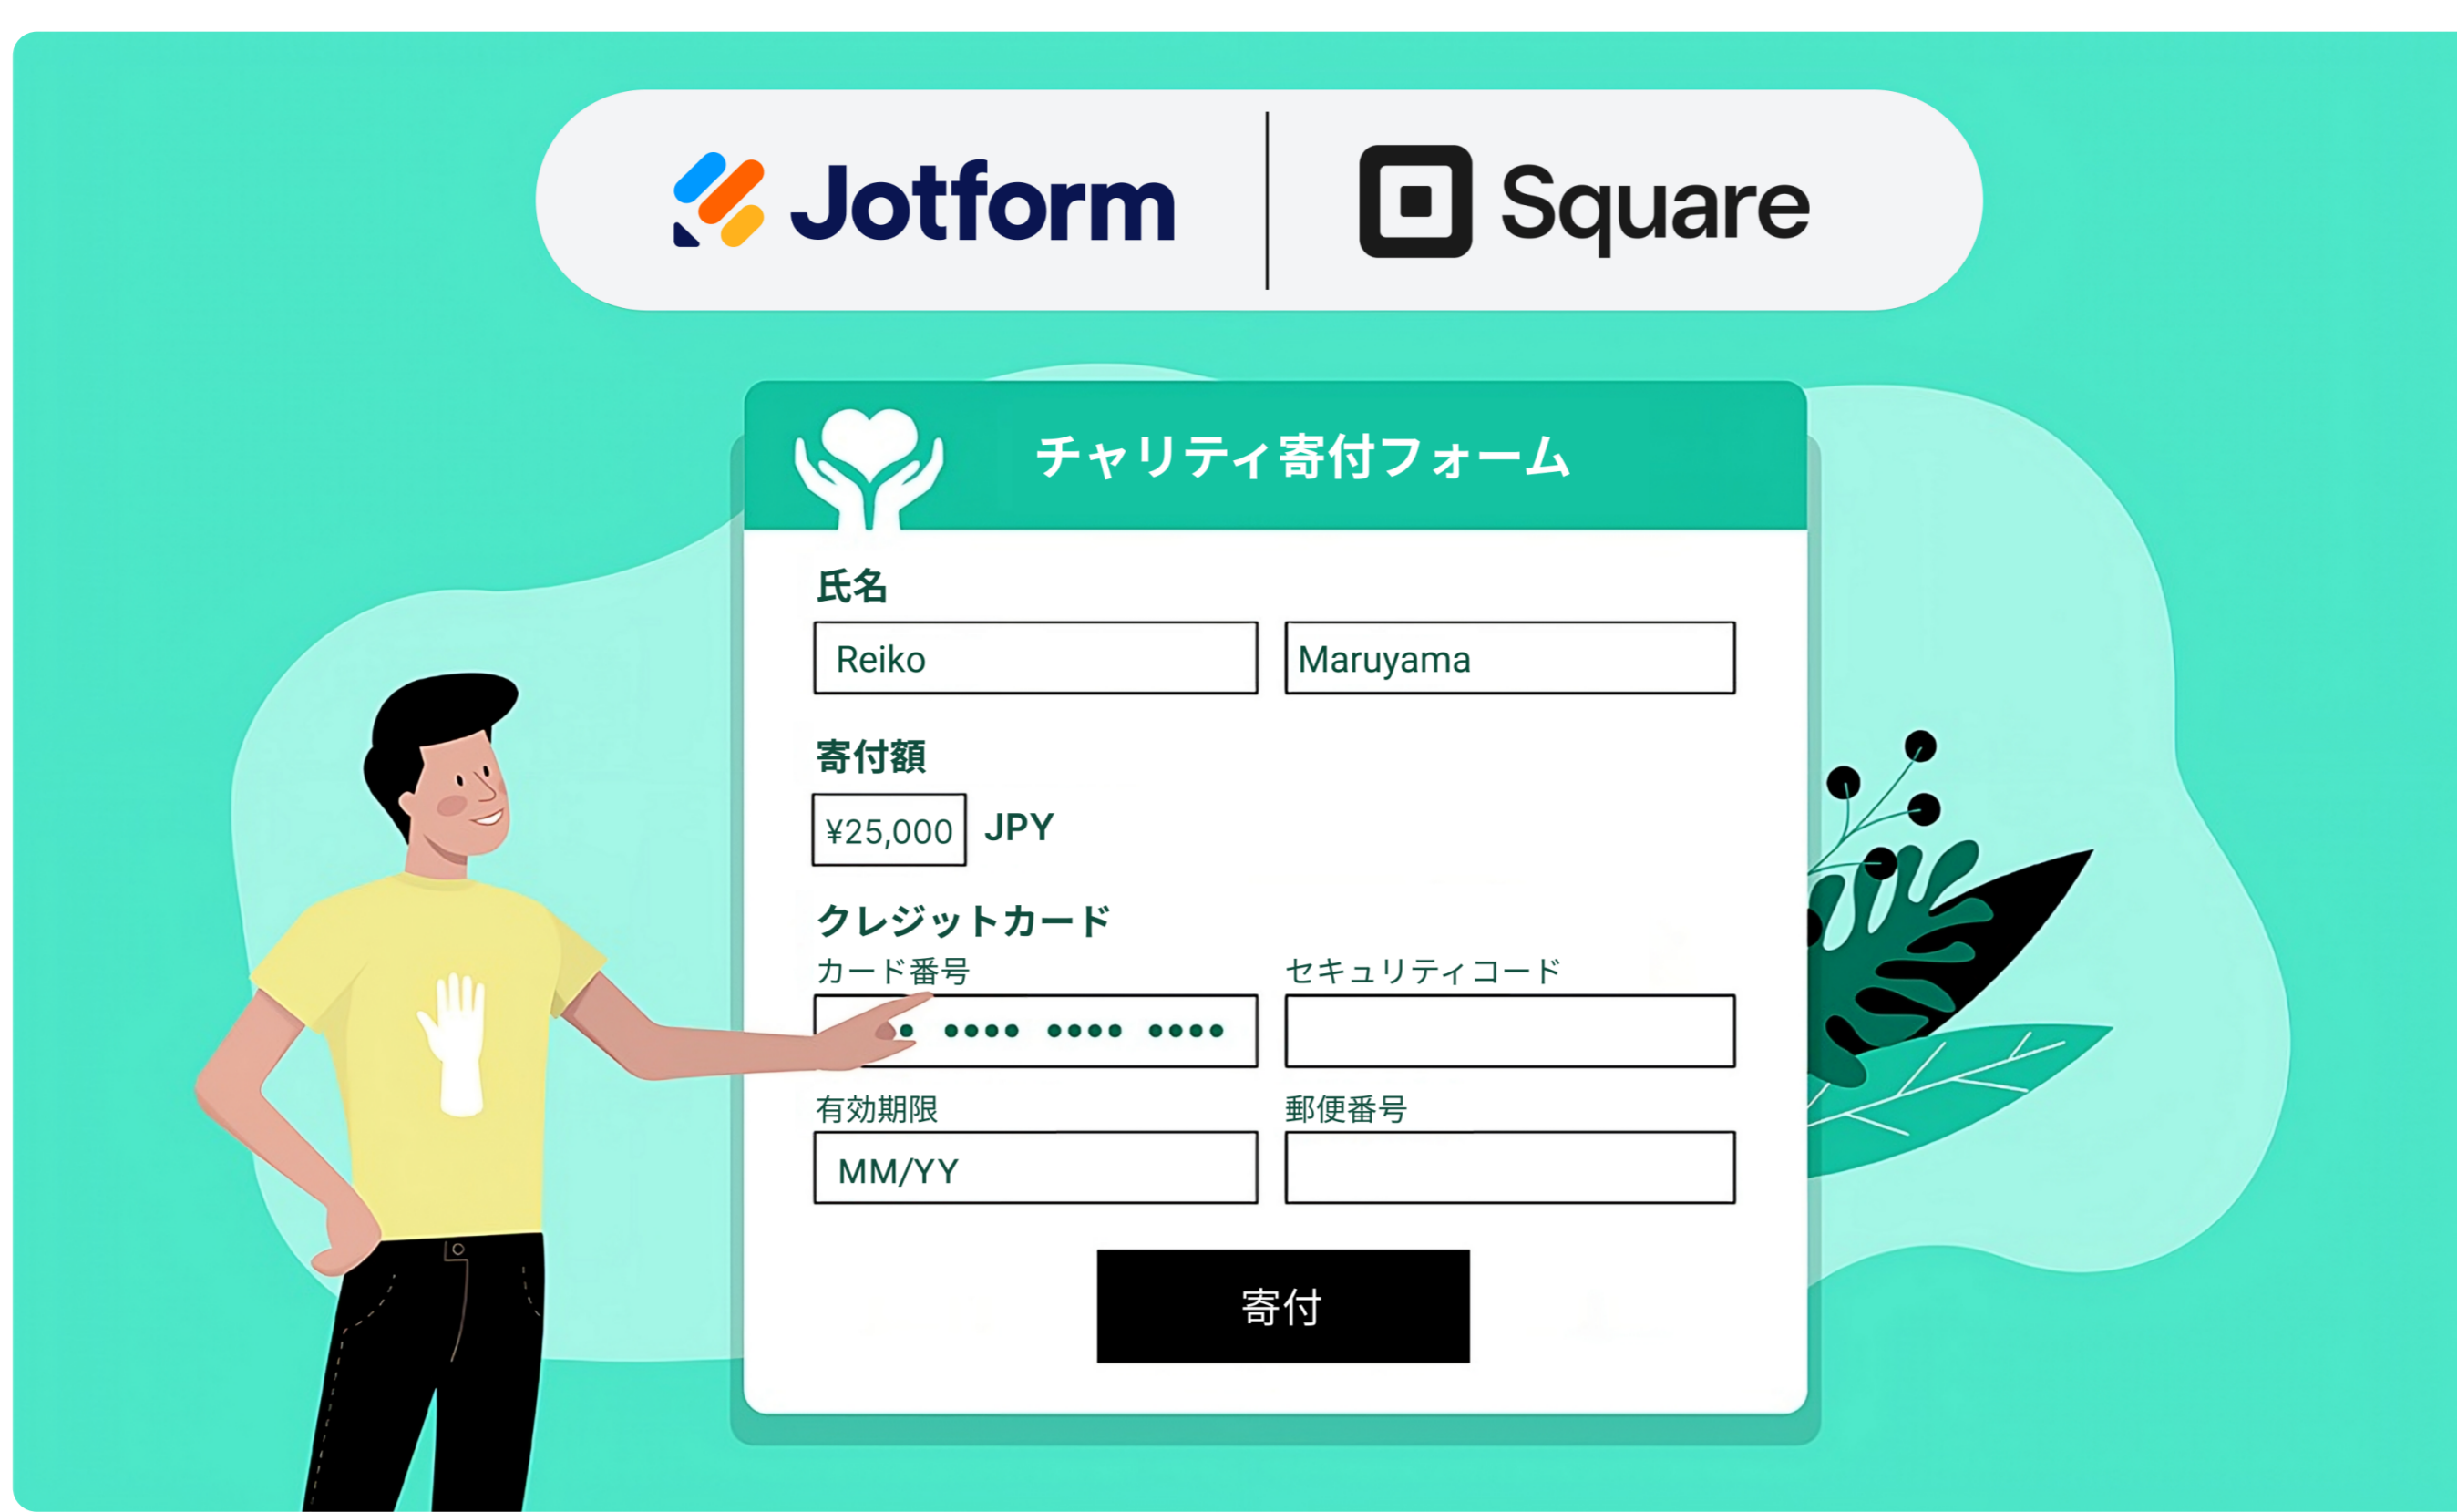 Jotform
Square
チャリティ寄付フォーム
氏名
Reiko Maruyama
寄付額
¥25,000 JPY
クレジットカード
カード番号 セキュリティコード
有効期限 郵便番号
MM/YY
寄付